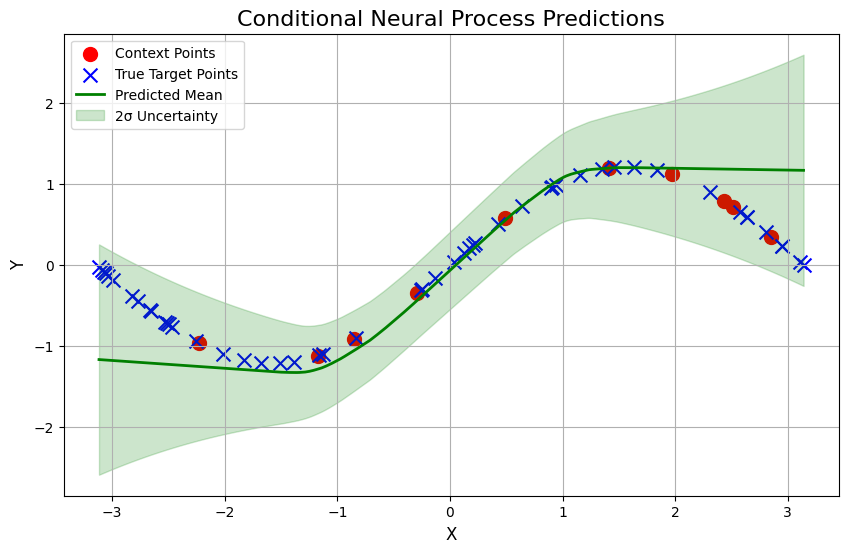 Conditional Neural Process Predictions
Context Points
True Target Points
Predicted Mean
2σ Uncertainty
Y
2
1
0
−1
−2
−3
−2
−1
0
1
2
3
X